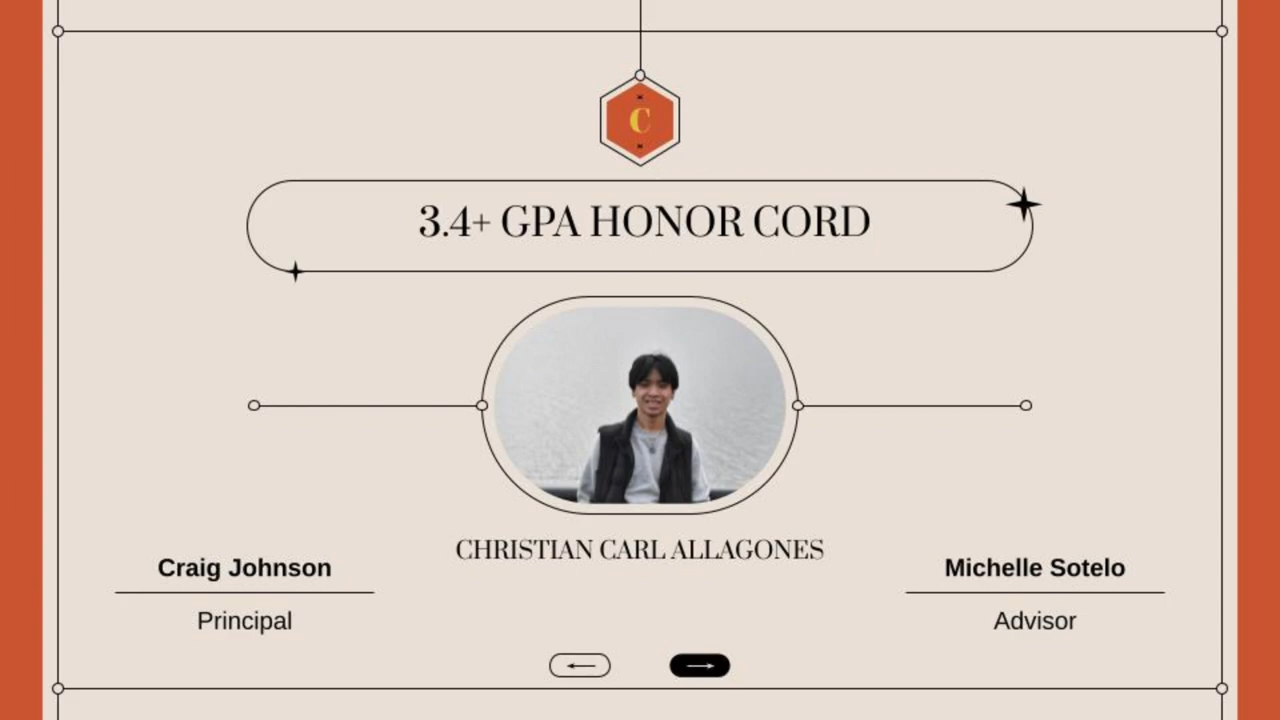 C
3.4+ GPA HONOR CORD
CHRISTIAN CARL ALLAGONES
Craig Johnson
Principal
Michelle Sotelo
Advisor